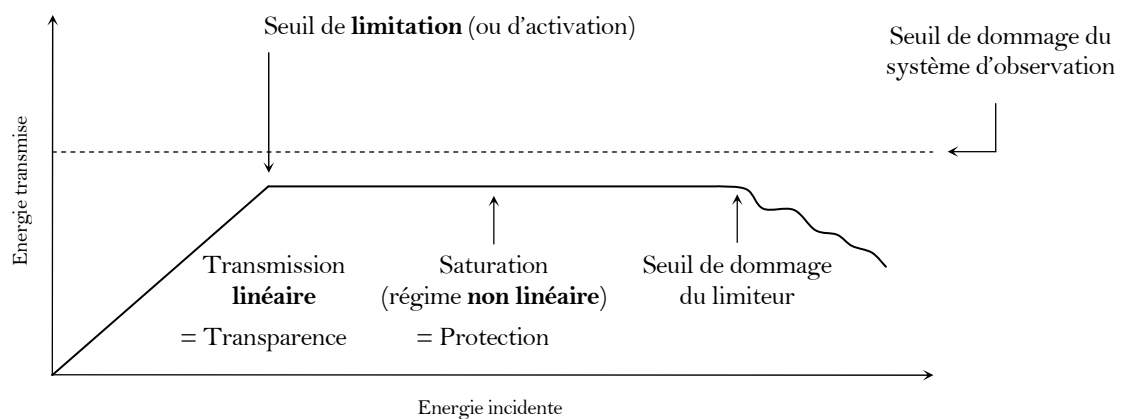 Seuil de limitation (ou d'activation)
Seuil de dommage du
système d'observation
Energie transmise
Transmission
linéaire
= Transparence
Saturation
(régime non linéaire)
= Protection
Seuil de dommage
du limiteur
Energie incidente